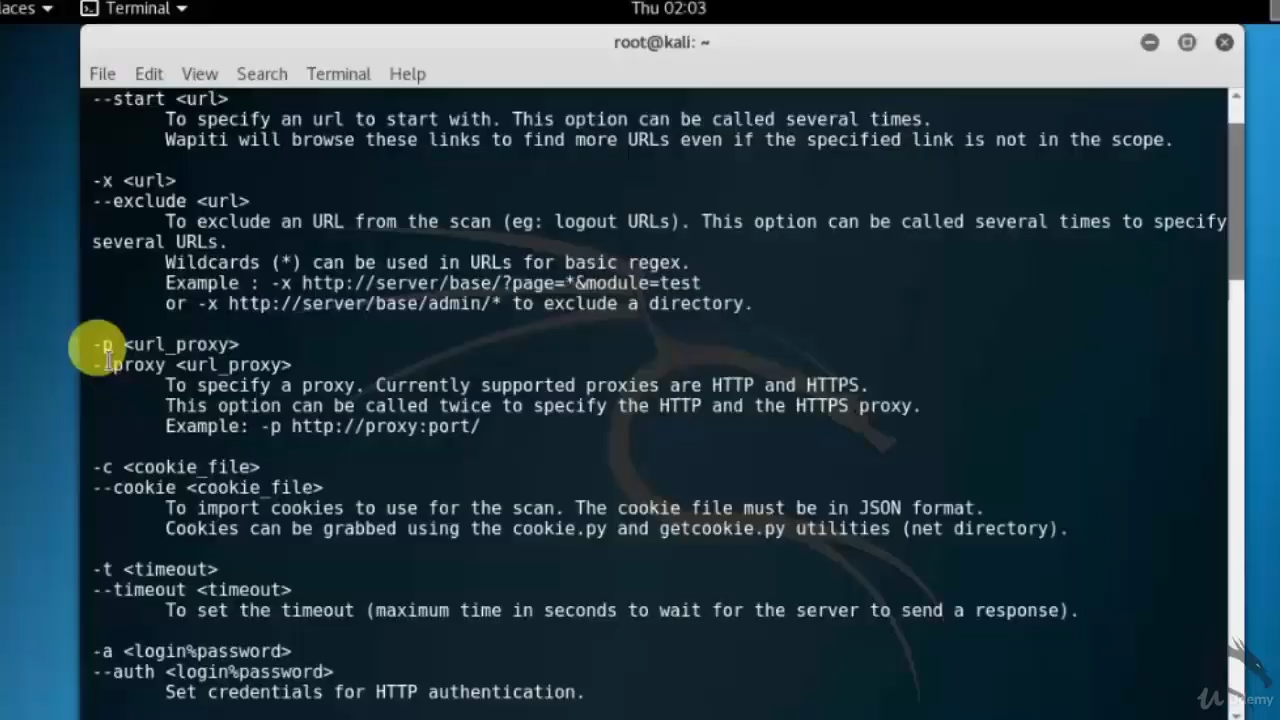 aces
Terminal
Thu 02:03
root@kali: ~
File Edit View Search Terminal Help
--start <url>
To specify an url to start with. This option can be called several times.
Wapiti will browse these links to find more URLs even if the specified link is not in the scope.
-x <url>
--exclude <url>
To exclude an URL from the scan (eg: logout URLs). This option can be called several times to specify
several URLs.
Wildcards (*) can be used in URLs for basic regex.
Example : -x http://server/base/?page=*&module=test
or -x http://server/base/admin/* to exclude a directory.
-p <url_proxy>
--proxy <url_proxy>
To specify a proxy. Currently supported proxies are HTTP and HTTPS.
This option can be called twice to specify the HTTP and the HTTPS proxy.
Example: -p http://proxy:port/
-c <cookie_file>
--cookie <cookie_file>
To import cookies to use for the scan. The cookie file must be in JSON format.
Cookies can be grabbed using the cookie.py and getcookie.py utilities (net directory).
-t <timeout>
--timeout <timeout>
To set the timeout (maximum time in seconds to wait for the server to send a response).
-a <login%password>
--auth <login%password>
Set credentials for HTTP authentication.
Udemy